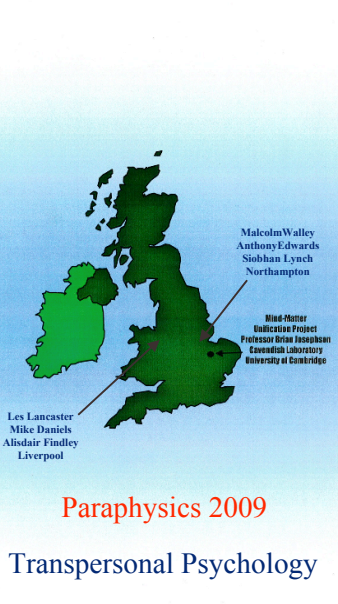 MalcolmWalley
AnthonyEdwards
Siobhan Lynch
Northampton
Mind-Matter
Unification Project
Professor Brian Josephson
Cavendish Laboratory
University of Cambridge
Les Lancaster
Mike Daniels
Alisdair Findley
Liverpool
Paraphysics 2009
Transpersonal Psychology